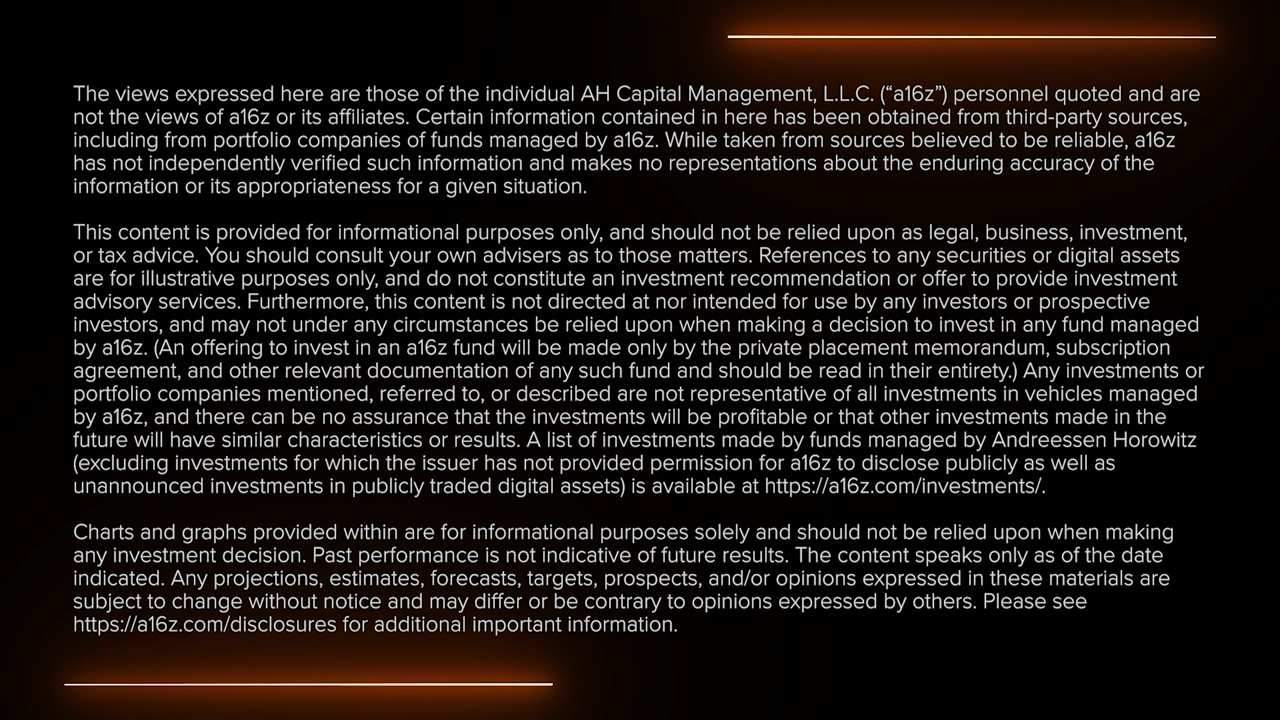 The views expressed here are those of the individual AH Capital Management, L.L.C. (“a16z”) personnel quoted and are
not the views of a16z or its affiliates. Certain information contained in here has been obtained from third-party sources,
including from portfolio companies of funds managed by a16z. While taken from sources believed to be reliable, a16z
has not independently verified such information and makes no representations about the enduring accuracy of the
information or its appropriateness for a given situation.
This content is provided for informational purposes only, and should not be relied upon as legal, business, investment,
or tax advice. You should consult your own advisers as to those matters. References to any securities or digital assets
are for illustrative purposes only, and do not constitute an investment recommendation or offer to provide investment
advisory services. Furthermore, this content is not directed at nor intended for use by any investors or prospective
investors, and may not under any circumstances be relied upon when making a decision to invest in any fund managed
by a16z. (An offering to invest in an a16z fund will be made only by the private placement memorandum, subscription
agreement, and other relevant documentation of any such fund and should be read in their entirety.) Any investments or
portfolio companies mentioned, referred to, or described are not representative of all investments in vehicles managed
by a16z, and there can be no assurance that the investments will be profitable or that other investments made in the
future will have similar characteristics or results. A list of investments made by funds managed by Andreessen Horowitz
(excluding investments for which the issuer has not provided permission for a16z to disclose publicly as well as
unannounced investments in publicly traded digital assets) is available at https://a16z.com/investments/.
Charts and graphs provided within are for informational purposes solely and should not be relied upon when making
any investment decision. Past performance is not indicative of future results. The content speaks only as of the date
indicated. Any projections, estimates, forecasts, targets, prospects, and/or opinions expressed in these materials are
subject to change without notice and may differ or be contrary to opinions expressed by others. Please see
https://a16z.com/disclosures for additional important information.